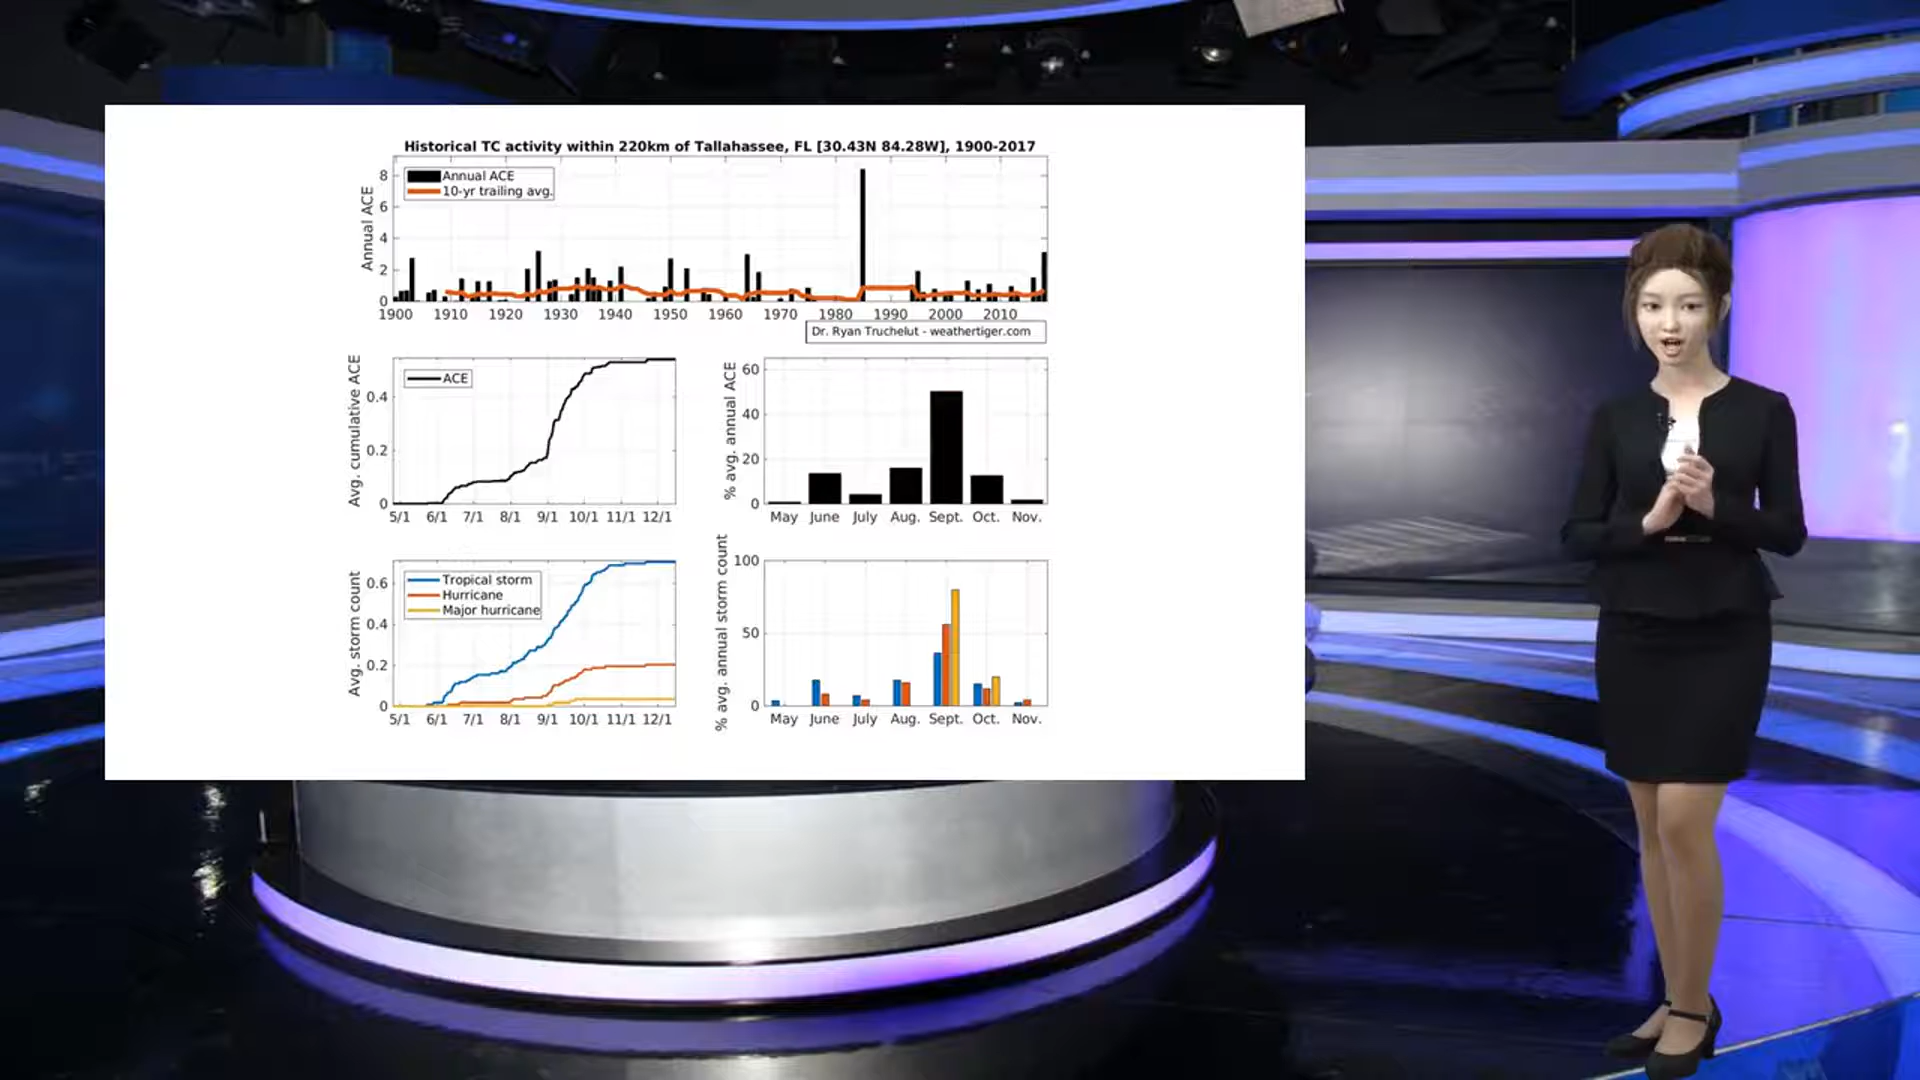 Historical TC activity within 220km of Tallahassee, FL [30.43N 84.28W], 1900-2017
Annual ACE
8
6
4
2
0
Annual ACE
10-yr trailing avg.
1900 1910 1920 1930 1940 1950 1960 1970 1980 1990 2000 2010
Dr. Ryan Truchelut - weathertiger.com
Avg. cumulative ACE
0.4
0.2
0
ACE
5/1 6/1 7/1 8/1 9/1 10/1 11/1 12/1
% avg. annual ACE
60
40
20
0
May June July Aug. Sept. Oct. Nov.
Avg. storm count
0.6
0.4
0.2
0
Tropical storm
Hurricane
Major hurricane
5/1 6/1 7/1 8/1 9/1 10/1 11/1 12/1
% avg. annual storm count
100
50
0
May June July Aug. Sept. Oct. Nov.